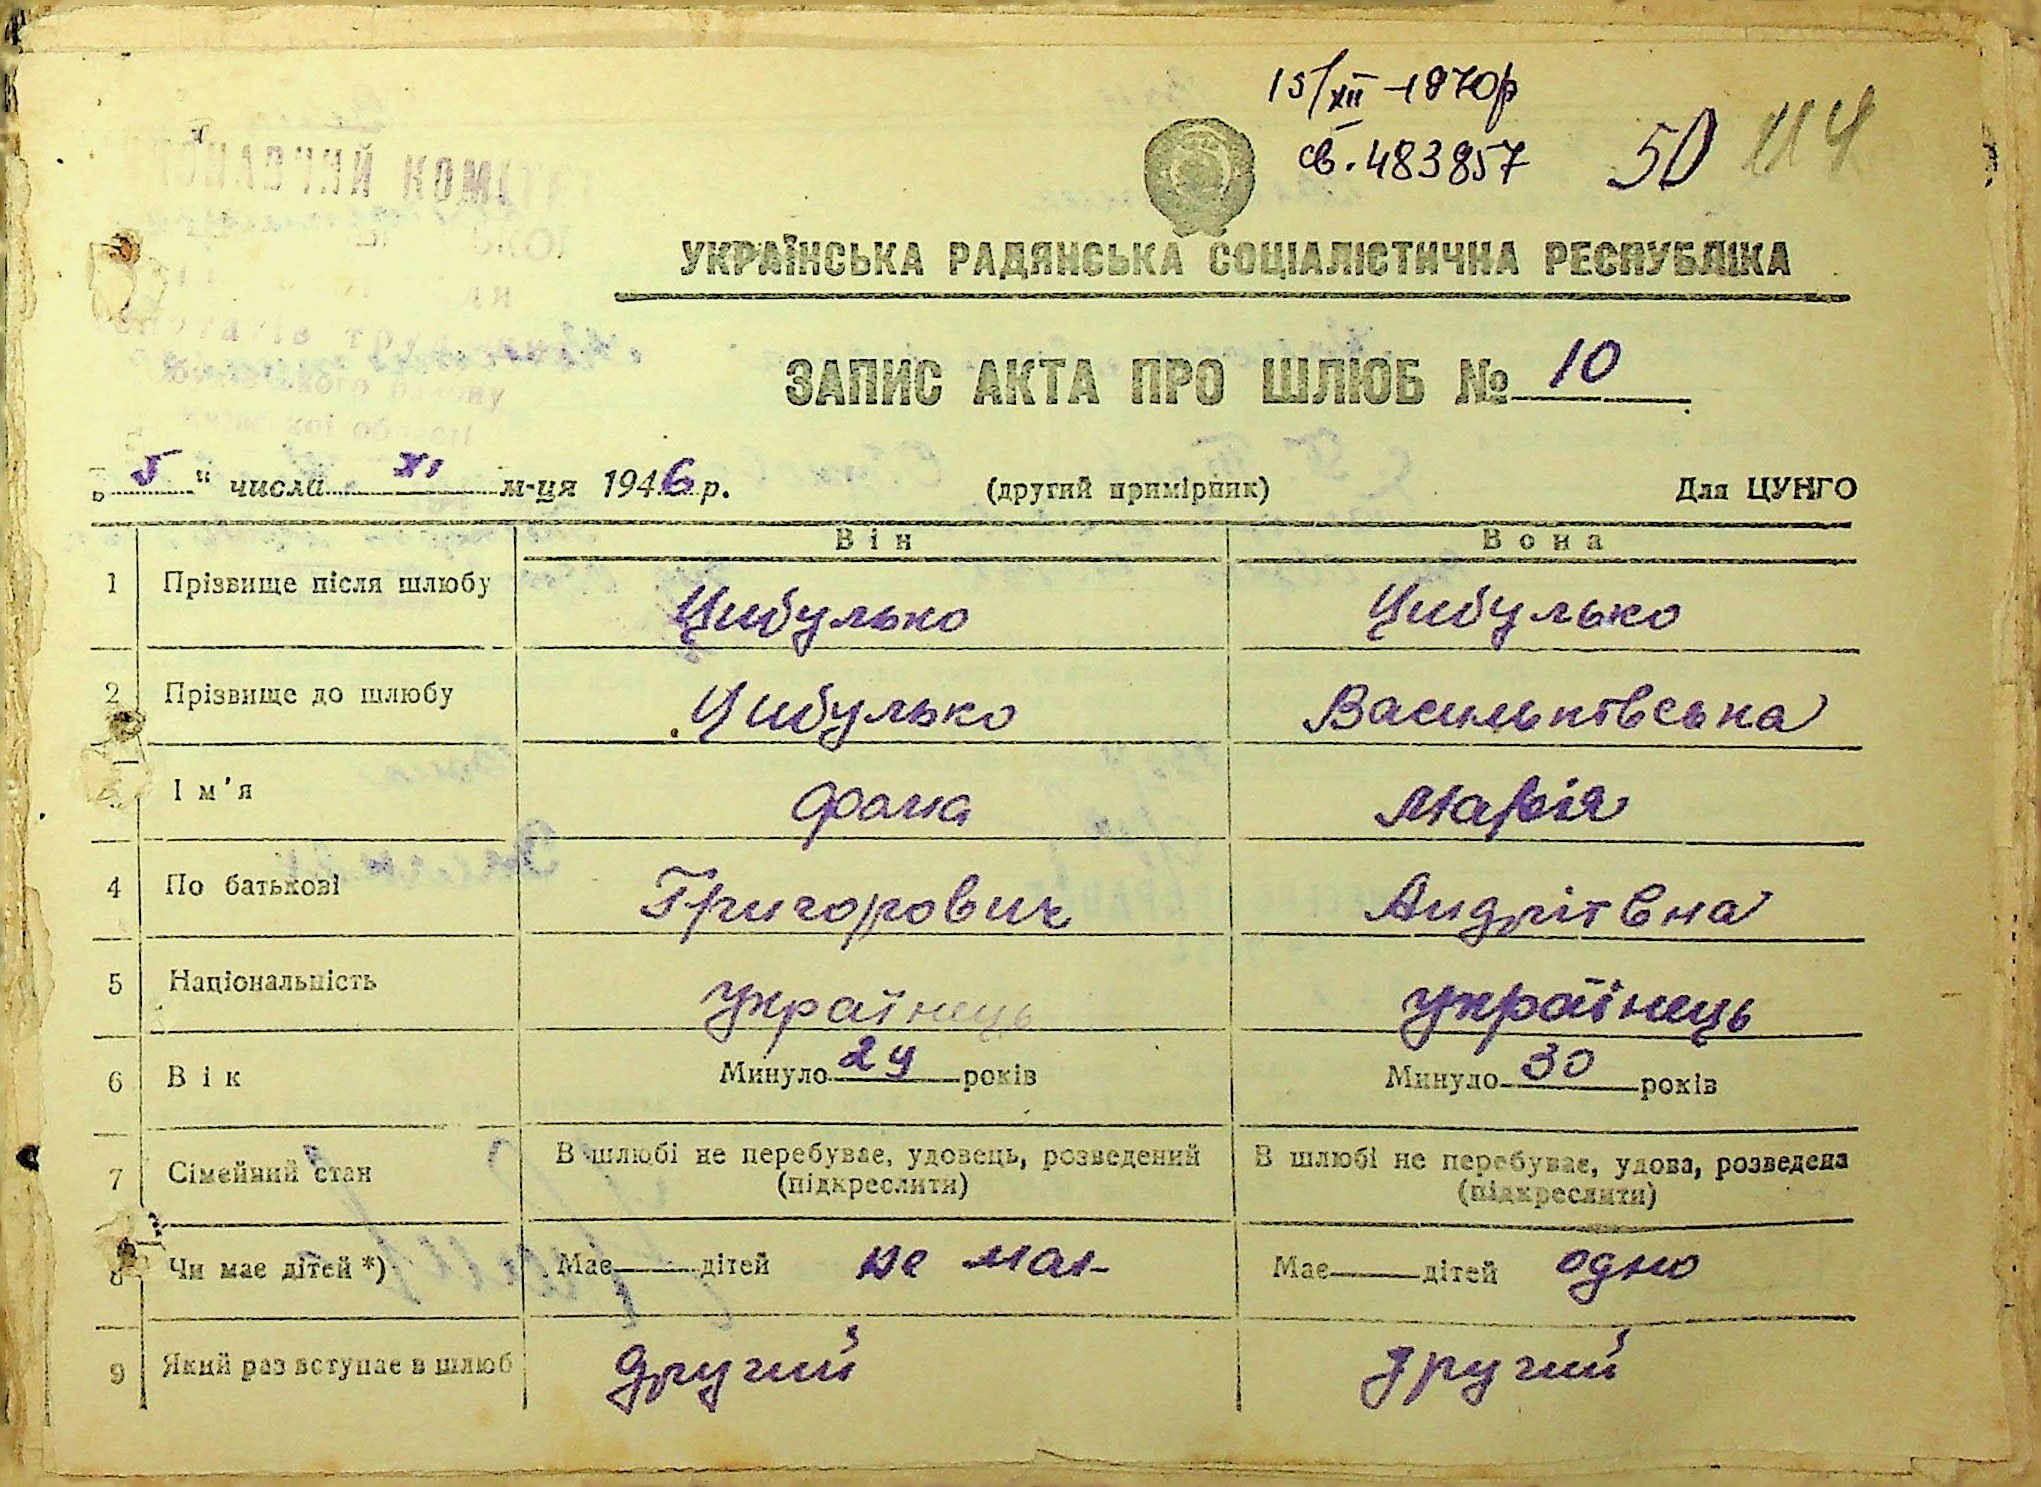 15/XII-1970р
св. 483857 50 114
УКРАЇНСЬКА РАДЯНСЬКА СОЦІАЛІСТИЧНА РЕСПУБЛІКА
ЗАПИС АКТА ПРО ШЛЮБ № 10
„5" числа XI м-ця 1946 р. (другий примірник) Для ЦУНГО
Він Вона
1 Прізвище після шлюбу Цибулько Цибулько
2 Прізвище до шлюбу Цибулько Васильківська
3 Ім'я Фома Марія
4 По батькові Григорович Андріївна
5 Національність українець українець
6 Вік Минуло 24 років Минуло 30 років
7 Сімейний стан В шлюбі не перебуває, удовець, розведений (підкреслити) В шлюбі не перебуває, удова, розведена (підкреслити)
8 Чи має дітей *) Має дітей не має Має дітей одно
9 Який раз вступає в шлюб другий другий